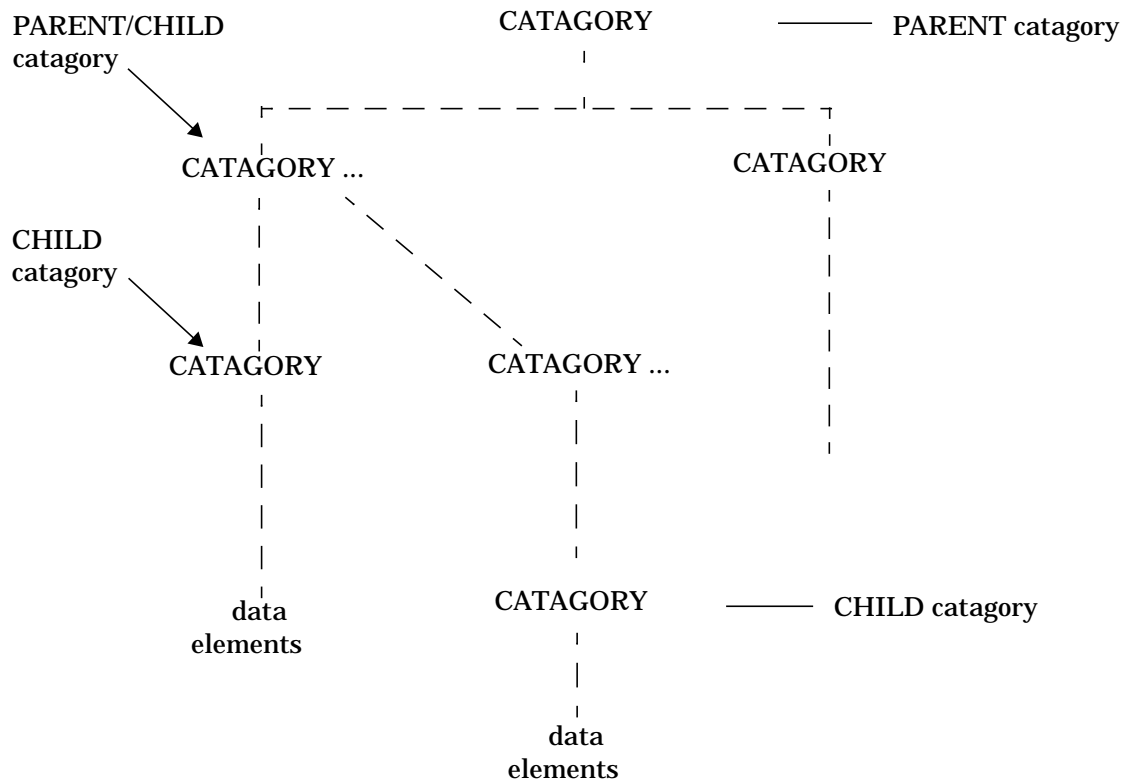 PARENT/CHILD
catagory
CATAGORY
PARENT catagory
CATAGORY ...
CATAGORY
CHILD
catagory
CATAGORY
CATAGORY ...
data
elements
CATAGORY
CHILD catagory
data
elements